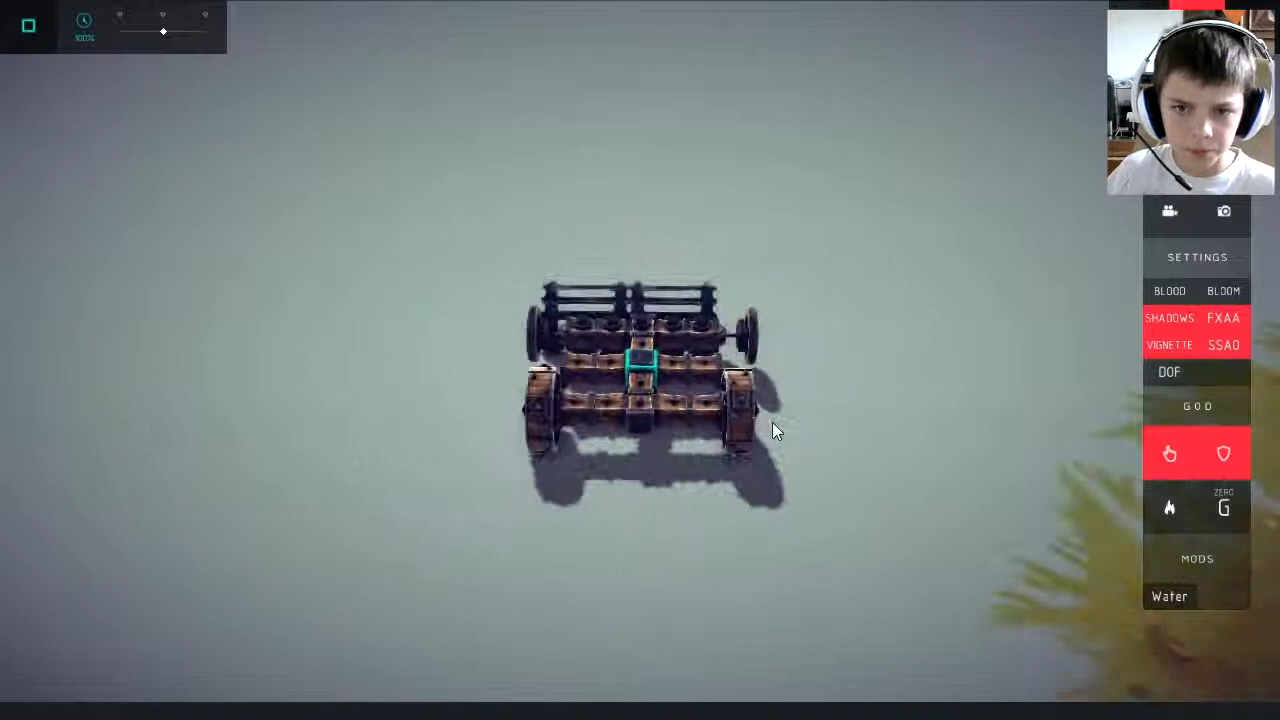 100%
SETTINGS
BLOOD BLOOM
SHADOWS FXAA
VIGNETTE SSAO
DOF
GOD
ZERO
G
MODS
Water